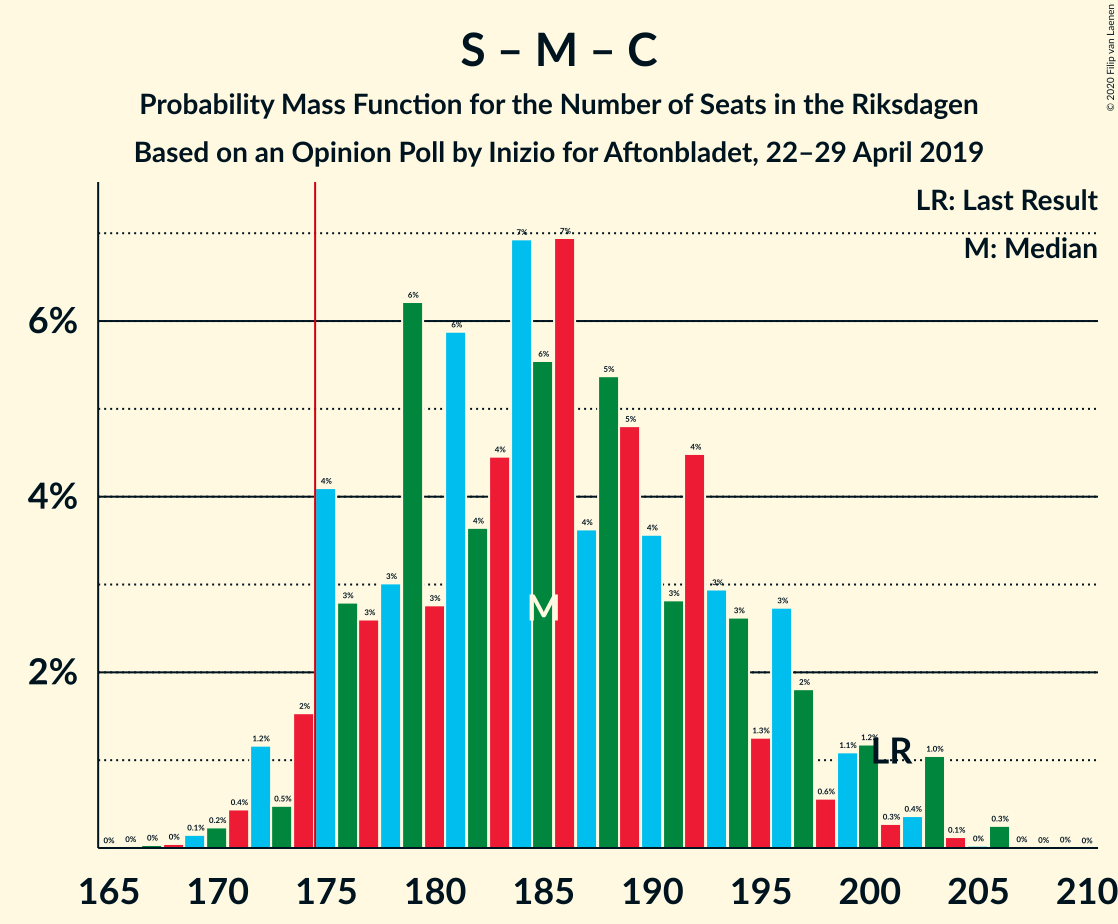 S – M – C
Probability Mass Function for the Number of Seats in the Riksdagen
Based on an Opinion Poll by Inizio for Aftonbladet, 22–29 April 2019
© 2020 Filip van Laenen
LR: Last Result
M: Median
6%
4%
2%
0% 0% 0% 0% 0.1% 0.2% 0.4% 1.2% 0.5% 2% 4% 3% 3% 3% 6% 3% 6% 4% 4% 7% 6% 7% 4% 5% 5% 4% 3% 4% 3% 3% 1.3% 3% 2% 0.6% 1.1% 1.2% 0.3% 0.4% 1.0% 0.1% 0% 0.3% 0% 0% 0% 0%
M
LR
165 170 175 180 185 190 195 200 205 210